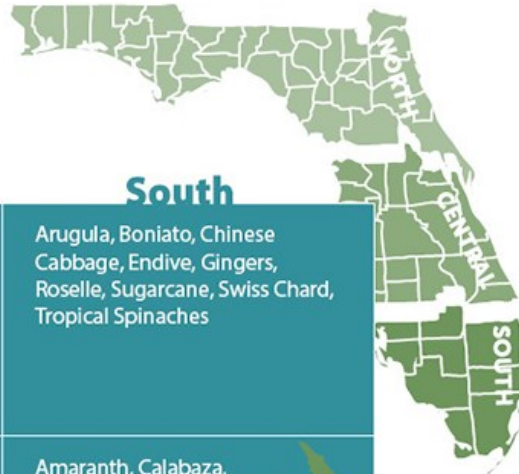 NORTH
South
CENTRAL
Arugula, Boniato, Chinese
Cabbage, Endive, Gingers,
Roselle, Sugarcane, Swiss Chard,
Tropical Spinaches
SOUTH
Amaranth, Calabaza,